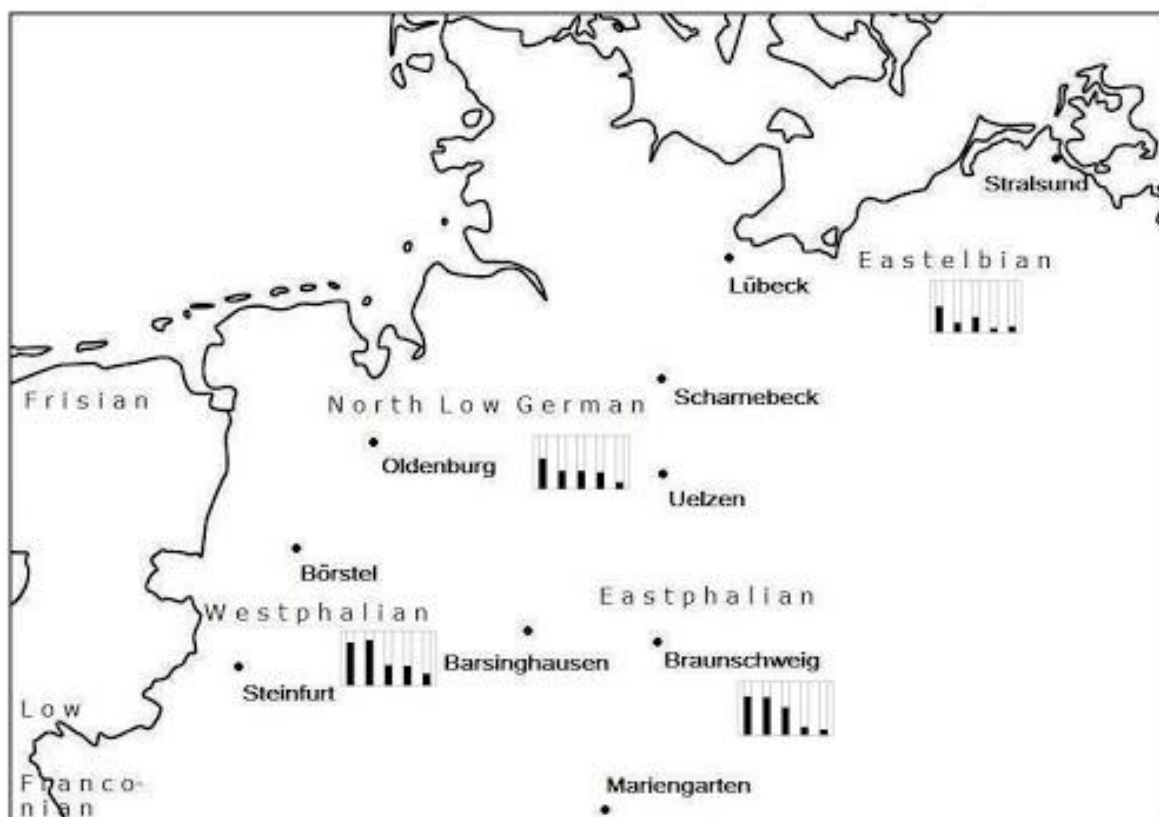 Stralsund
Eastelbian
Lübeck
Frisian
North Low German
Scharnebeck
Oldenburg
Uelzen
Börstel
Westphalian
Eastphalian
Barsinghausen
Braunschweig
Steinfurt
Low
Franco-
nian
Mariengarten